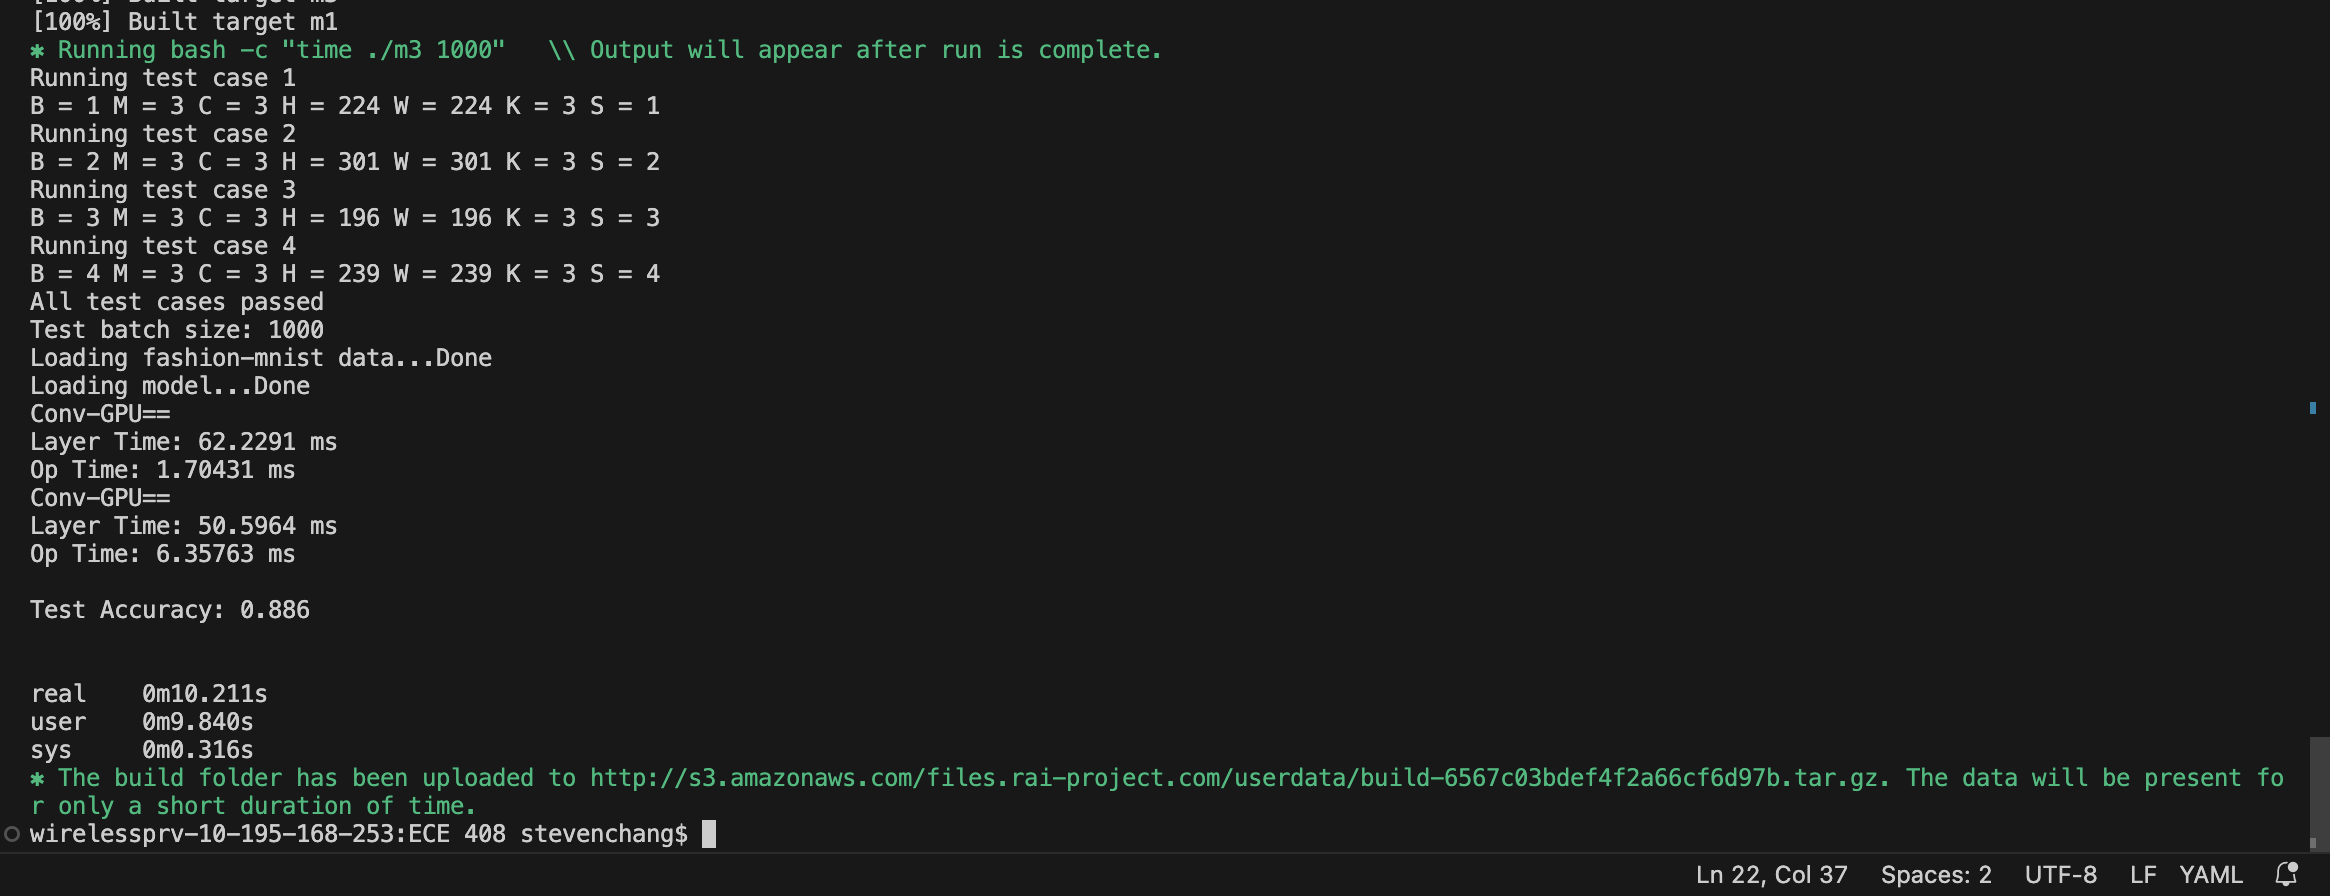 [100%] Built target m1
✱ Running bash -c "time ./m3 1000"   \\ Output will appear after run is complete.
Running test case 1
B = 1 M = 3 C = 3 H = 224 W = 224 K = 3 S = 1
Running test case 2
B = 2 M = 3 C = 3 H = 301 W = 301 K = 3 S = 2
Running test case 3
B = 3 M = 3 C = 3 H = 196 W = 196 K = 3 S = 3
Running test case 4
B = 4 M = 3 C = 3 H = 239 W = 239 K = 3 S = 4
All test cases passed
Test batch size: 1000
Loading fashion-mnist data...Done
Loading model...Done
Conv-GPU==
Layer Time: 62.2291 ms
Op Time: 1.70431 ms
Conv-GPU==
Layer Time: 50.5964 ms
Op Time: 6.35763 ms
Test Accuracy: 0.886
real    0m10.211s
user    0m9.840s
sys     0m0.316s
✱ The build folder has been uploaded to http://s3.amazonaws.com/files.rai-project.com/userdata/build-6567c03bdef4f2a66cf6d97b.tar.gz. The data will be present fo
r only a short duration of time.
wirelessprv-10-195-168-253:ECE 408 stevenchang$
Ln 22, Col 37   Spaces: 2   UTF-8   LF   YAML